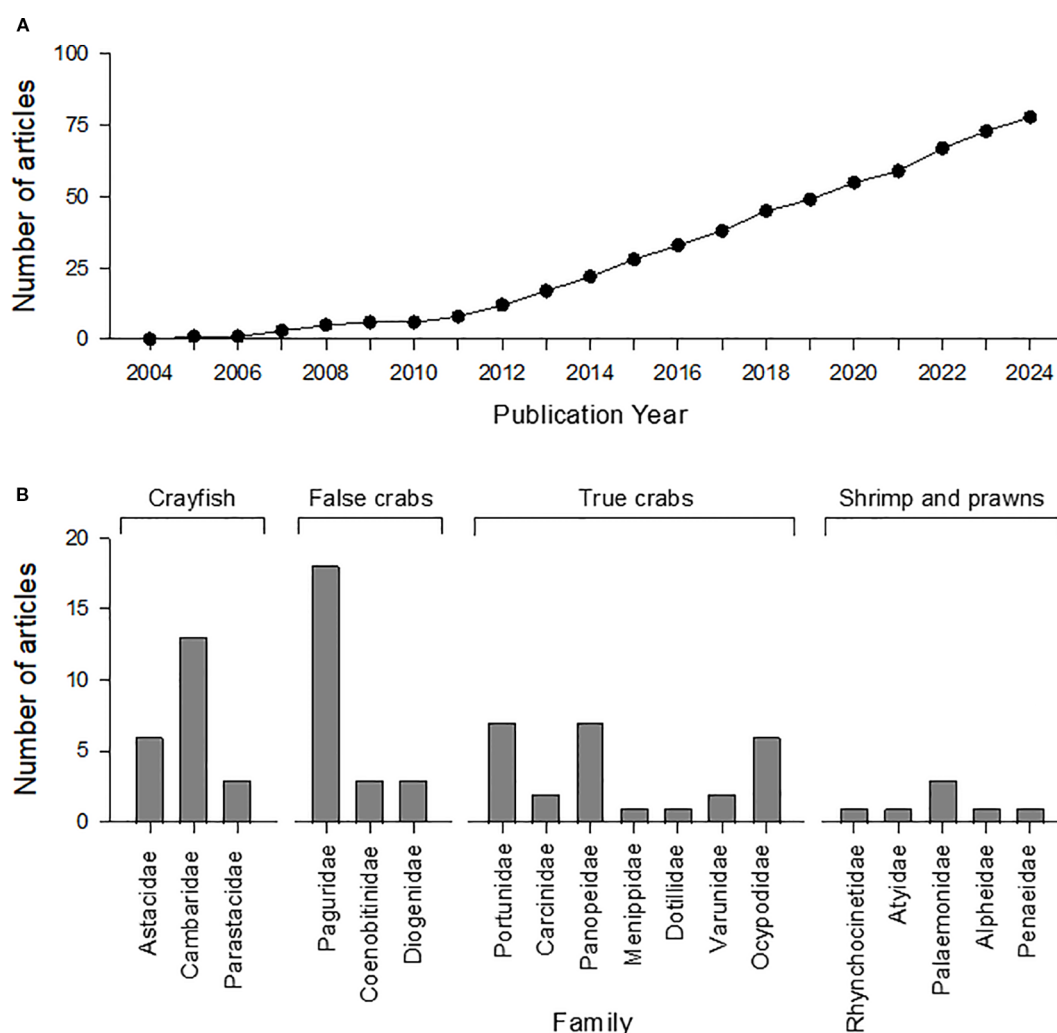 A
Number of articles
100
75
50
25
0
2004 2006 2008 2010 2012 2014 2016 2018 2020 2022 2024
Publication Year
B
Crayfish False crabs True crabs Shrimp and prawns
Number of articles
20
15
10
5
0
Astacidae
Cambaridae
Parastacidae
Paguridae
Coenobitinidae
Diogenidae
Portunidae
Carcinidae
Panopeidae
Menippidae
Dotillidae
Varunidae
Ocypodidae
Rhynchocinetidae
Atyidae
Palaemonidae
Alpheidae
Penaeidae
Family